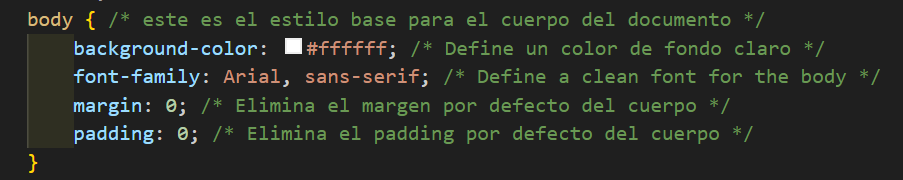 body { /* este es el estilo base para el cuerpo del documento */
background-color: #ffffff; /* Define un color de fondo claro */
font-family: Arial, sans-serif; /* Define a clean font for the body */
margin: 0; /* Elimina el margen por defecto del cuerpo */
padding: 0; /* Elimina el padding por defecto del cuerpo */
}